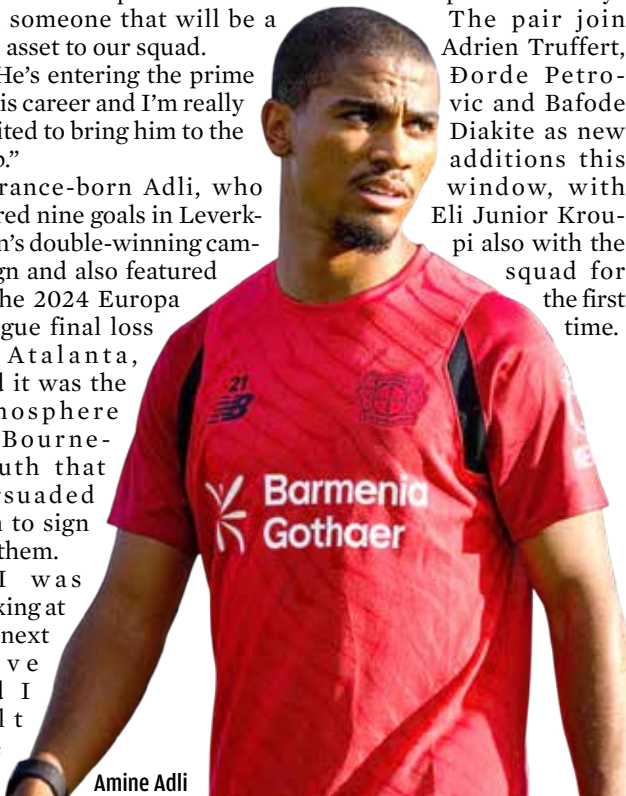 someone that will be a
asset to our squad.
He's entering the prime
is career and I'm really
ited to bring him to the
b."
rance-born Adli, who
red nine goals in Leverk-
n's double-winning cam-
gn and also featured
he 2024 Europa
gue final loss
Atalanta,
d it was the
mosphere
Bourne-
uth that
rsuaded
n to sign
them.
I was
king at
next
ve
d I
lt
The pair join
Adrien Truffert,
Đorde Petro-
vic and Bafode
Diakite as new
additions this
window, with
Eli Junior Krou-
pi also with the
squad for
the first
time.
21
Barmenia
Gothaer
Amine Adli